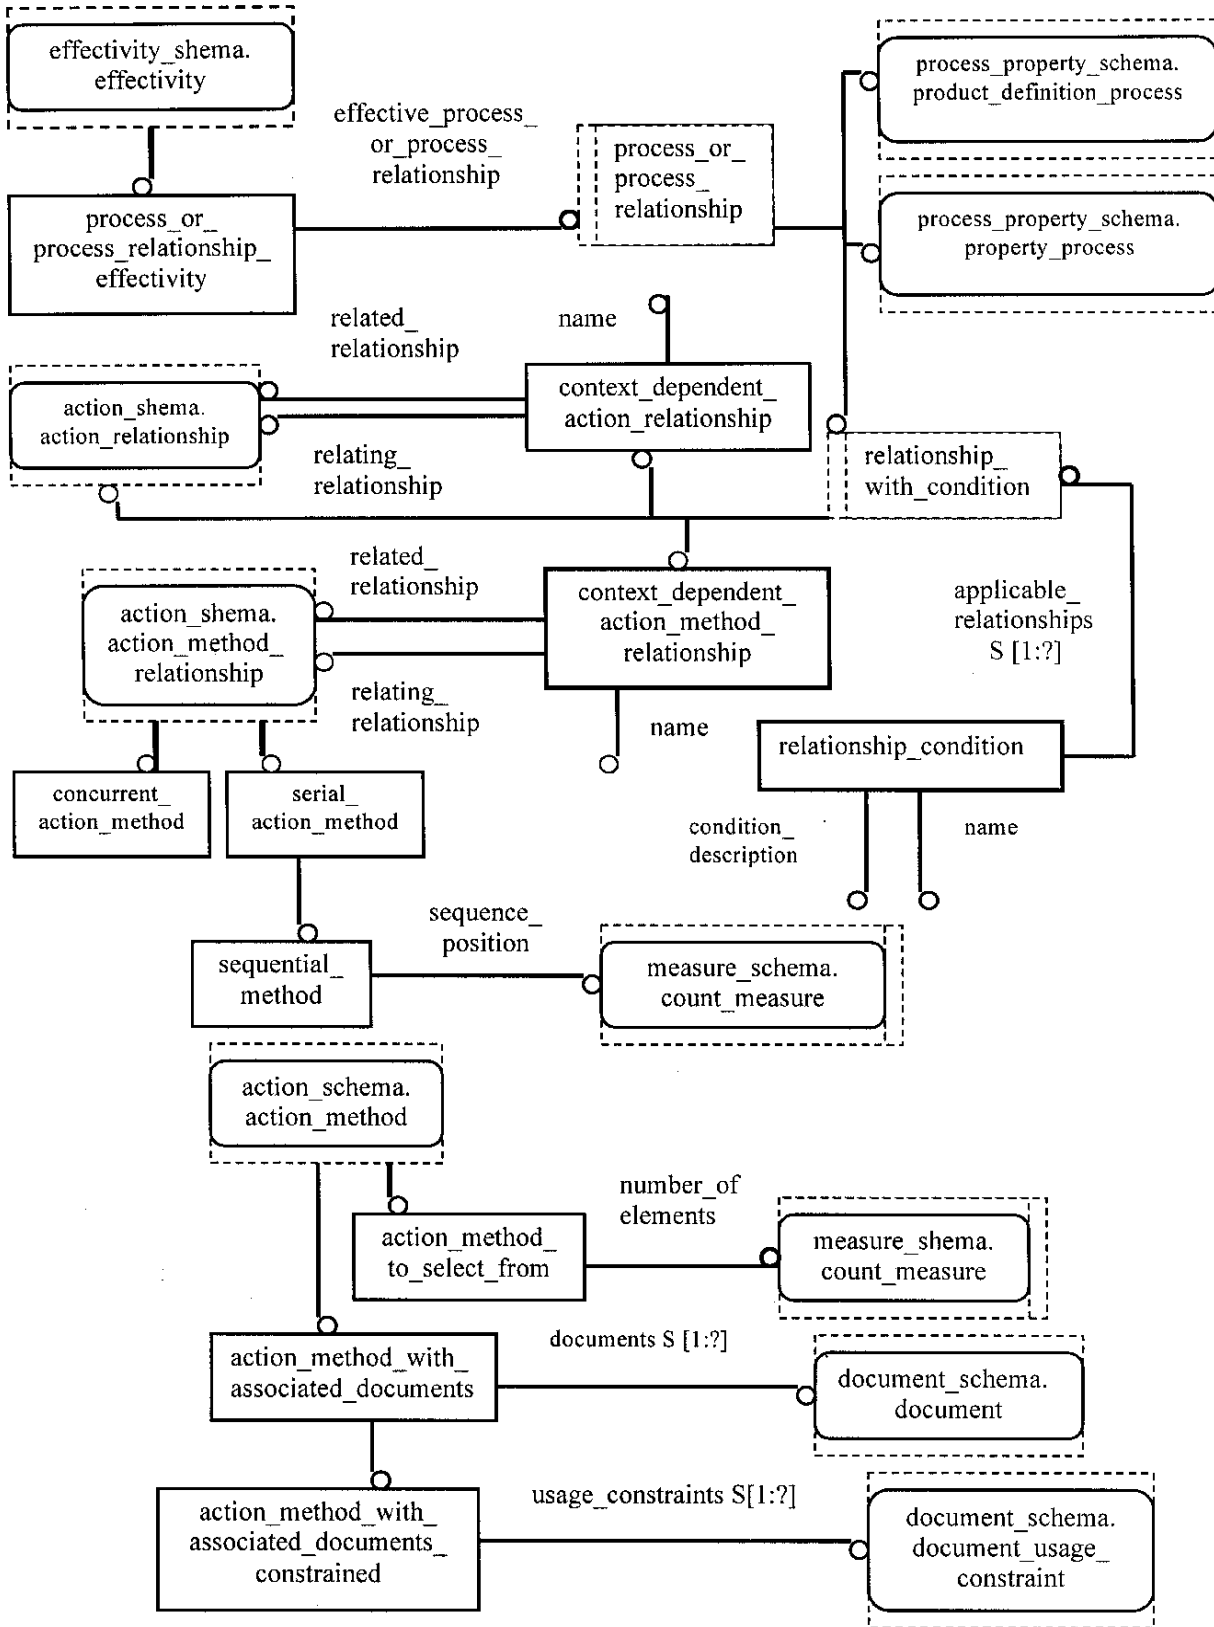 effectivity_shema.
effectivity
process_property_schema.
product_definition_process
effective_process_
or_process_
relationship
process_or_
process_
relationship
process_or_
process_relationship_
effectivity
process_property_schema.
property_process
related_
relationship
name
context_dependent_
action_relationship
action_shema.
action_relationship
relating_
relationship
relationship_
with_condition
related_
relationship
context_dependent_
action_method_
relationship
applicable_
relationships
S [1:?]
action_shema.
action_method_
relationship
relating_
relationship
name
relationship_condition
concurrent_
action_method
serial_
action_method
condition_
description
name
sequence_
position
sequential_
method
measure_schema.
count_measure
action_schema.
action_method
number_of
elements
action_method_
to_select_from
measure_shema.
count_measure
documents S [1:?]
action_method_with_
associated_documents
document_schema.
document
usage_constraints S[1:?]
action_method_with_
associated_documents_
constrained
document_schema.
document_usage_
constraint